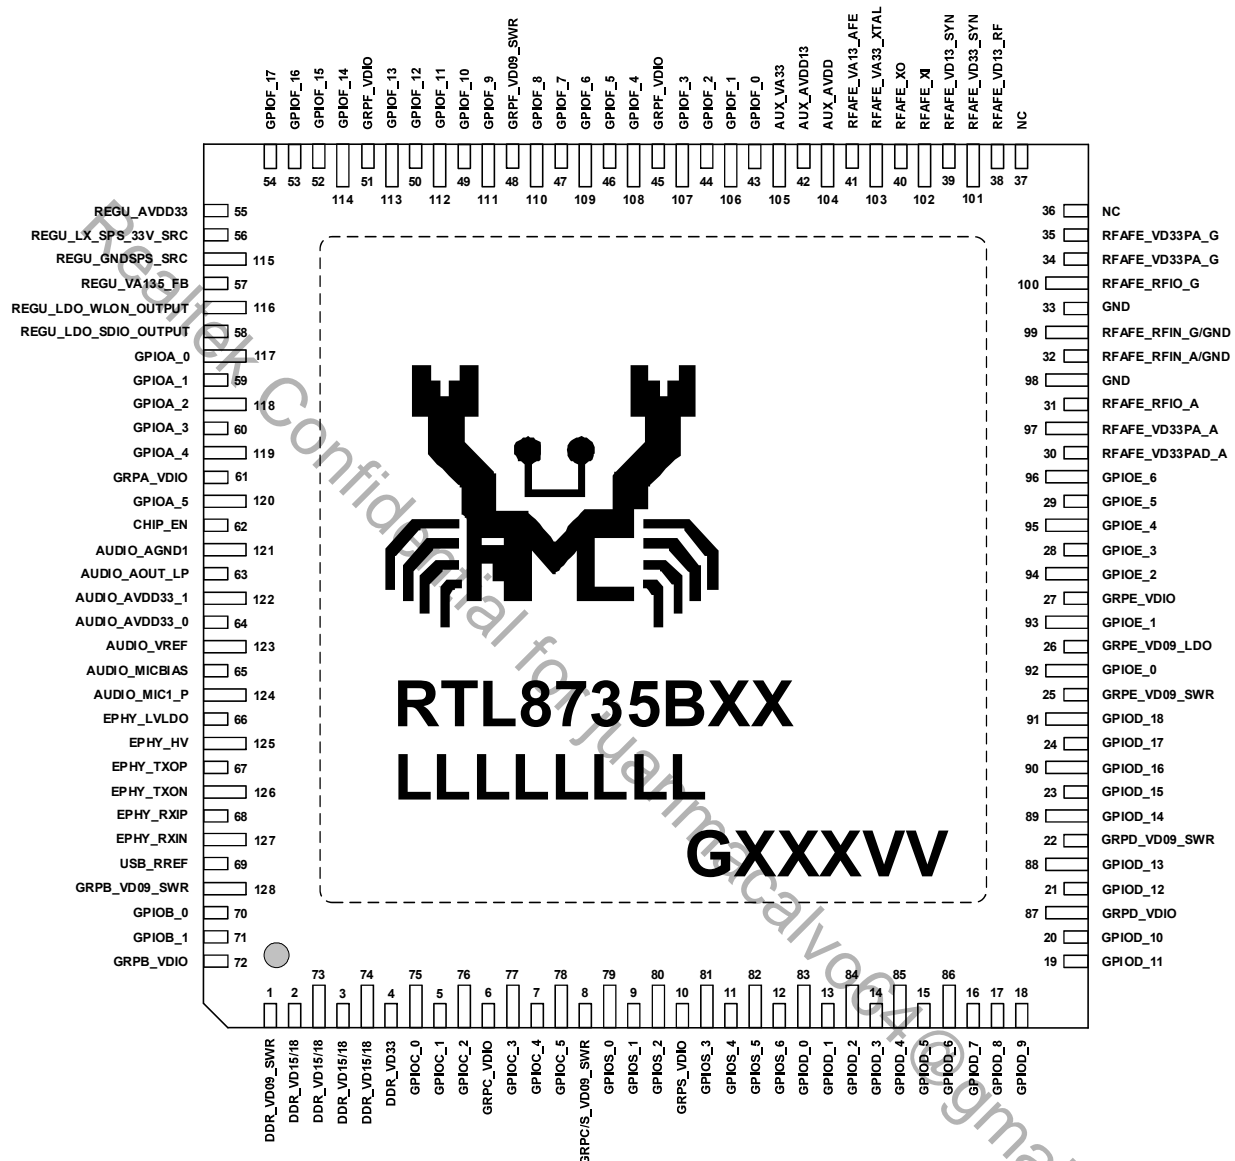 GPIOF_17
GPIOF_16
GPIOF_15
GPIOF_14
GRPF_VDIO
GPIOF_13
GPIOF_12
GPIOF_11
GPIOF_10
GPIOF_9
GRPF_VD09_SWR
GPIOF_8
GPIOF_7
GPIOF_6
GPIOF_5
GPIOF_4
GRPF_VDIO
GPIOF_3
GPIOF_2
GPIOF_1
GPIOF_0
AUX_VA33
AUX_AVDD13
AUX_AVDD
RFAFE_VA13_AFE
RFAFE_VA33_XTAL
RFAFE_XO
RFAFE_XI
RFAFE_VD13_SYN
RFAFE_VD33_SYN
RFAFE_VD13_RF
NC
54 53 52 114 51 113 50 112 49 111 48 110 47 109 46 108 45 107 44 106 43 105 42 104 41 103 40 102 39 101 38 37
REGU_AVDD33 55
REGU_LX_SPS_33V_SRC 56
REGU_GNDSPS_SRC 115
REGU_VA135_FB 57
REGU_LDO_WLON_OUTPUT 116
REGU_LDO_SDIO_OUTPUT 58
GPIOA_0 117
GPIOA_1 59
GPIOA_2 118
GPIOA_3 60
GPIOA_4 119
GRPA_VDIO 61
GPIOA_5 120
CHIP_EN 62
AUDIO_AGND1 121
AUDIO_AOUT_LP 63
AUDIO_AVDD33_1 122
AUDIO_AVDD33_0 64
AUDIO_VREF 123
AUDIO_MICBIAS 65
AUDIO_MIC1_P 124
EPHY_LVLDO 66
EPHY_HV 125
EPHY_TXOP 67
EPHY_TXON 126
EPHY_RXIP 68
EPHY_RXIN 127
USB_RREF 69
GRPB_VD09_SWR 128
GPIOB_0 70
GPIOB_1 71
GRPB_VDIO 72
RTL8735BXX
LLLLLLLL
GXXXVV
Realtek Confidential for juanmacalvo64@gma
36 NC
35 RFAFE_VD33PA_G
34 RFAFE_VD33PA_G
100 RFAFE_RFIO_G
33 GND
99 RFAFE_RFIN_G/GND
32 RFAFE_RFIN_A/GND
98 GND
31 RFAFE_RFIO_A
97 RFAFE_VD33PA_A
30 RFAFE_VD33PAD_A
96 GPIOE_6
29 GPIOE_5
95 GPIOE_4
28 GPIOE_3
94 GPIOE_2
27 GRPE_VDIO
93 GPIOE_1
26 GRPE_VD09_LDO
92 GPIOE_0
25 GRPE_VD09_SWR
91 GPIOD_18
24 GPIOD_17
90 GPIOD_16
23 GPIOD_15
89 GPIOD_14
22 GRPD_VD09_SWR
88 GPIOD_13
21 GPIOD_12
87 GRPD_VDIO
20 GPIOD_10
19 GPIOD_11
1 2 73 3 74 4 75 5 76 6 77 7 78 8 79 9 80 10 81 11 82 12 83 13 84 14 85 15 86 16 17 18
DDR_VD09_SWR
DDR_VD15/18
DDR_VD15/18
DDR_VD15/18
DDR_VD15/18
DDR_VD33
GPIOC_0
GPIOC_1
GPIOC_2
GRPC_VDIO
GPIOC_3
GPIOC_4
GPIOC_5
GRPC/S_VD09_SWR
GPIOS_0
GPIOS_1
GPIOS_2
GRPS_VDIO
GPIOS_3
GPIOS_4
GPIOS_5
GPIOS_6
GPIOD_0
GPIOD_1
GPIOD_2
GPIOD_3
GPIOD_4
GPIOD_5
GPIOD_6
GPIOD_7
GPIOD_8
GPIOD_9